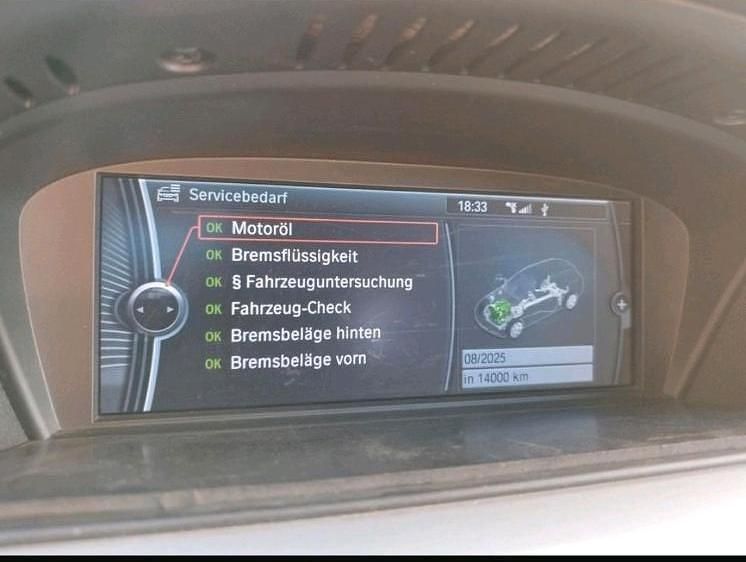 Servicebedarf
18:33
OK Motoröl
OK Bremsflüssigkeit
OK § Fahrzeuguntersuchung
OK Fahrzeug-Check
OK Bremsbeläge hinten
OK Bremsbeläge vorn
08/2025
in 14000 km